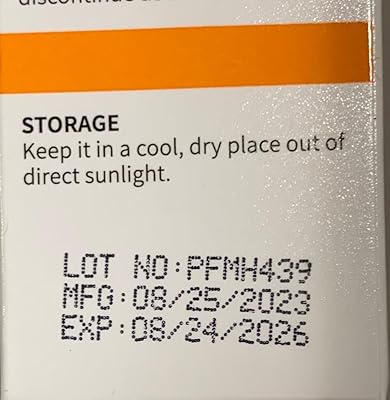 discontinue
STORAGE
Keep it in a cool, dry place out of
direct sunlight.
LOT NO:PFMH439
MFG:08/25/2023
EXP:08/24/2026